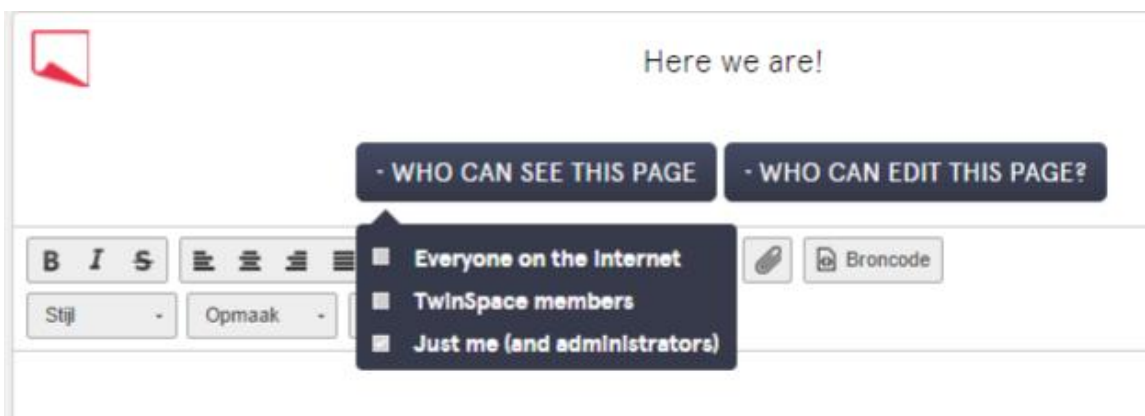 Here we are!
- WHO CAN SEE THIS PAGE
- WHO CAN EDIT THIS PAGE?
Everyone on the Internet
TwinSpace members
Just me (and administrators)
B I S
Broncode
Stijl
Opmaak